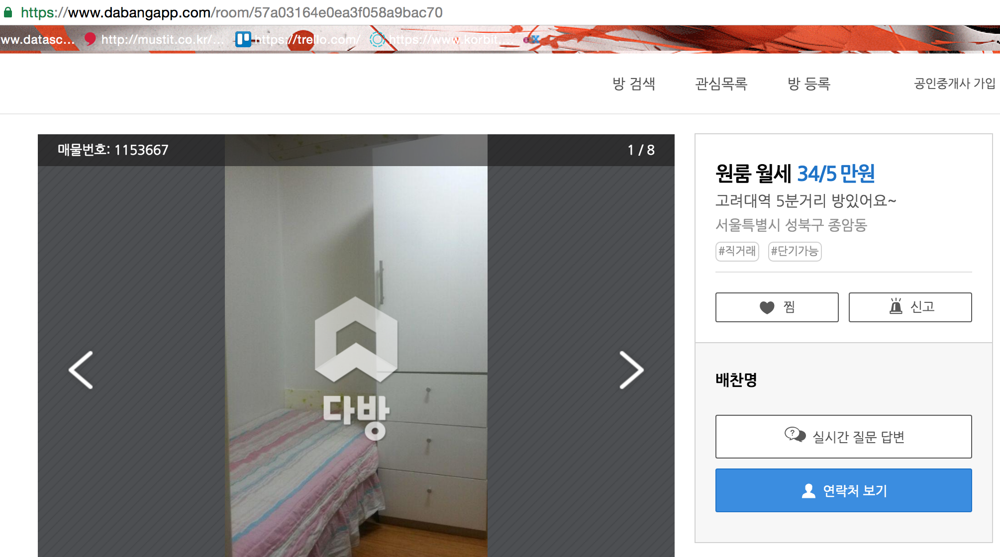 https://www.dabangapp.com/room/57a03164e0ea3f058a9bac70
ww.datasc... http://mustit.co.kr/... https://trello.com/ https://www.korbit....
방 검색 관심목록 방 등록 공인중개사 가입
매물번호: 1153667 1 / 8
다방
원룸 월세 34/5 만원
고려대역 5분거리 방있어요~
서울특별시 성북구 종암동
#직거래 #단기가능
찜 신고
배찬명
실시간 질문 답변
연락처 보기